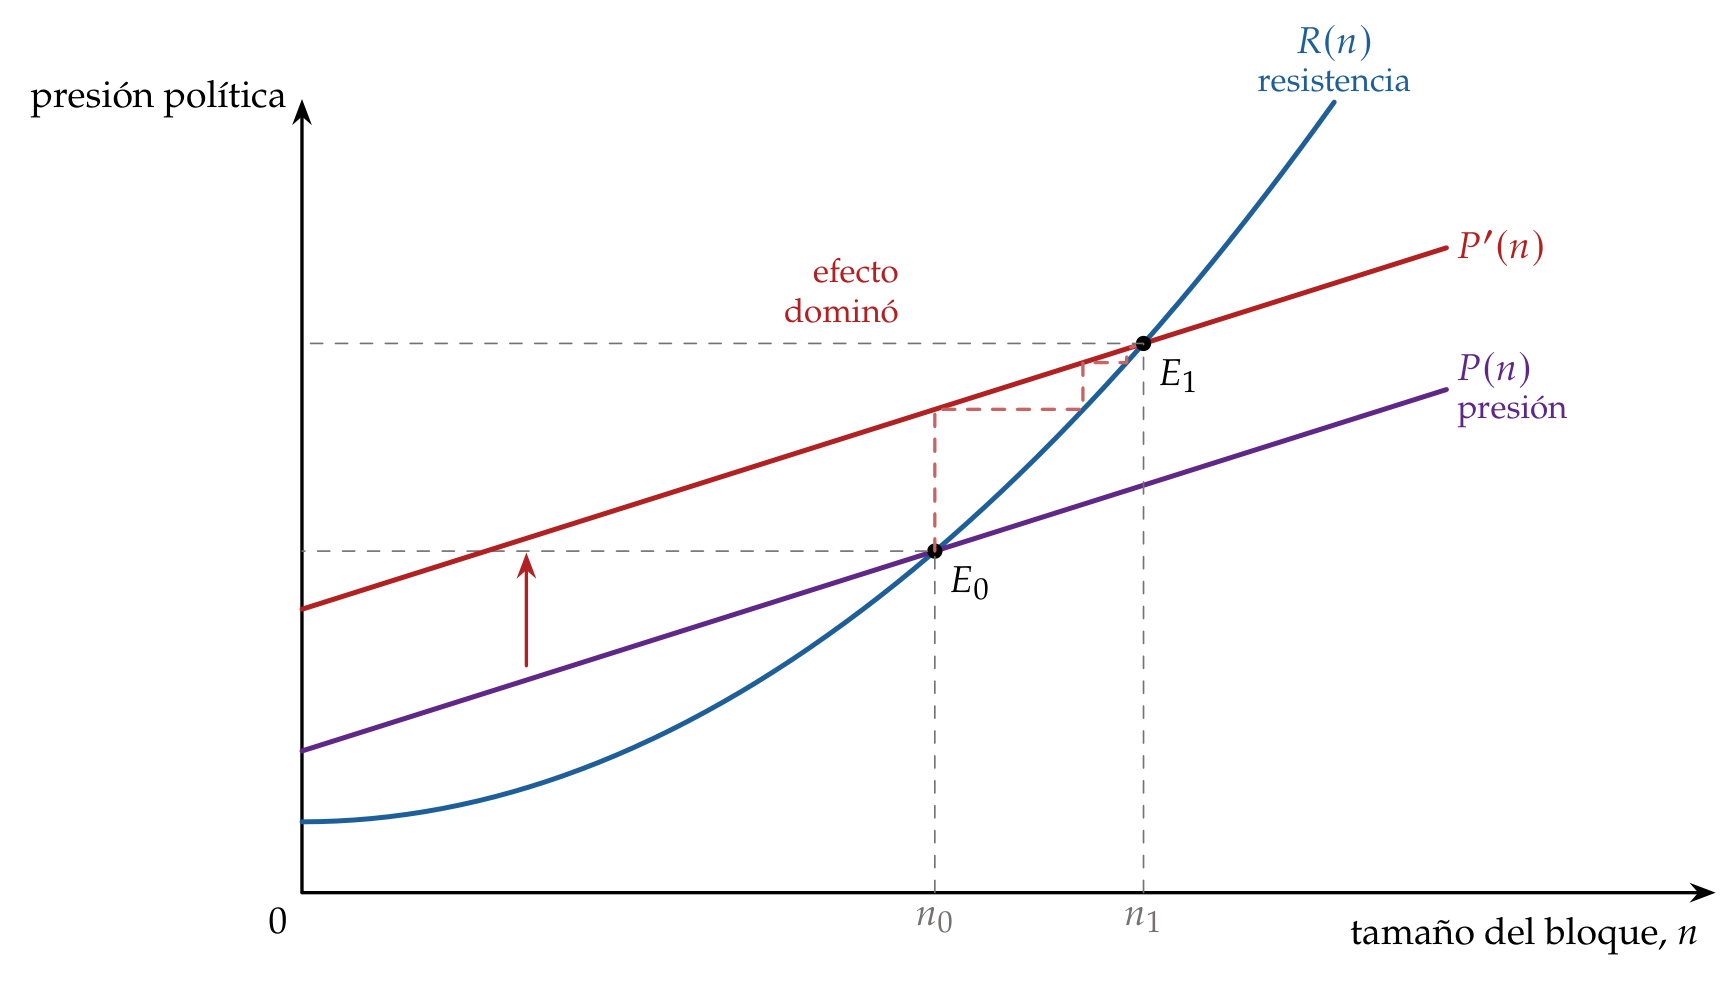 R(n)
resistencia
presión política
P′(n)
efecto
dominó
E₁
P(n)
presión
E₀
0
n₀
n₁
tamaño del bloque, n